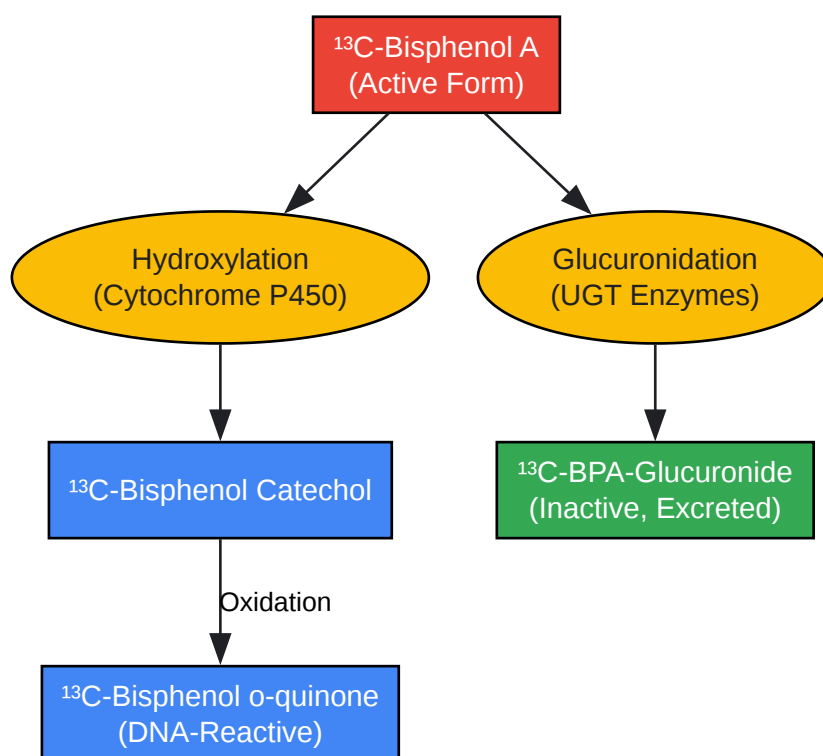 ¹³C-Bisphenol A
(Active Form)
Hydroxylation
(Cytochrome P450)
Glucuronidation
(UGT Enzymes)
¹³C-Bisphenol Catechol
¹³C-BPA-Glucuronide
(Inactive, Excreted)
Oxidation
¹³C-Bisphenol o-quinone
(DNA-Reactive)